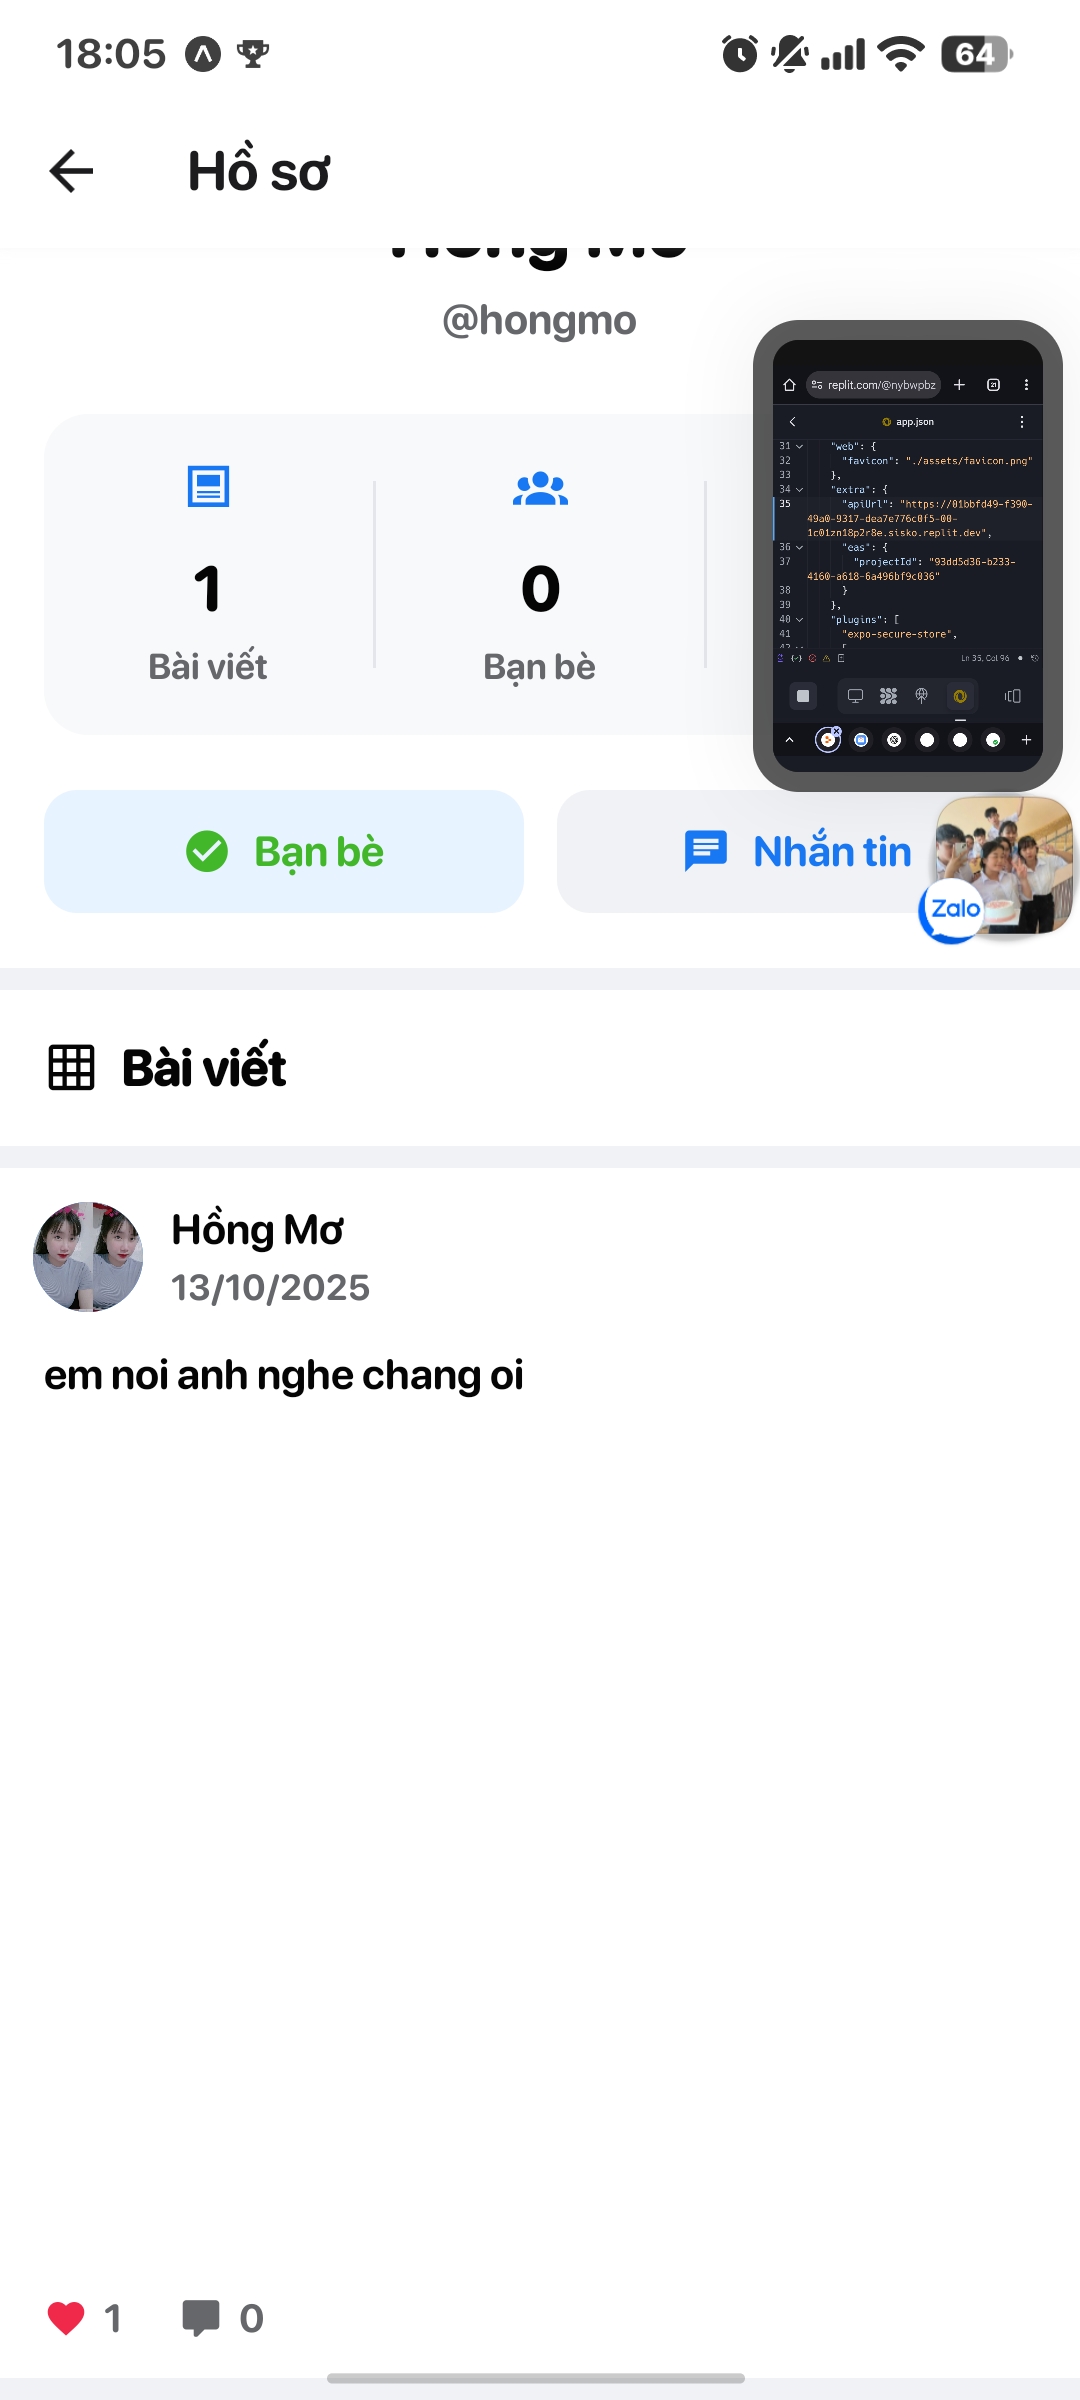 18:05
64
Hồ sơ
@hongmo
1
Bài viết
0
Bạn bè
replit.com/@nybwpbz
21
app.json
31 "web": {
32 "favicon": "./assets/favicon.png"
33 },
34 "extra": {
35 "apiUrl": "https://01bbfd49-f390-
49a0-9317-dea7e776c0f5-00-
1c01zn18p2r8e.sisko.replit.dev",
36 "eas": {
37 "projectId": "93dd5d36-b233-
4160-a618-6a496bf9c036"
38 }
39 },
40 "plugins": [
41 "expo-secure-store",
Ln 35, Col 96
Bạn bè
Nhắn tin
Zalo
Bài viết
Hồng Mơ
13/10/2025
em noi anh nghe chang oi
1
0